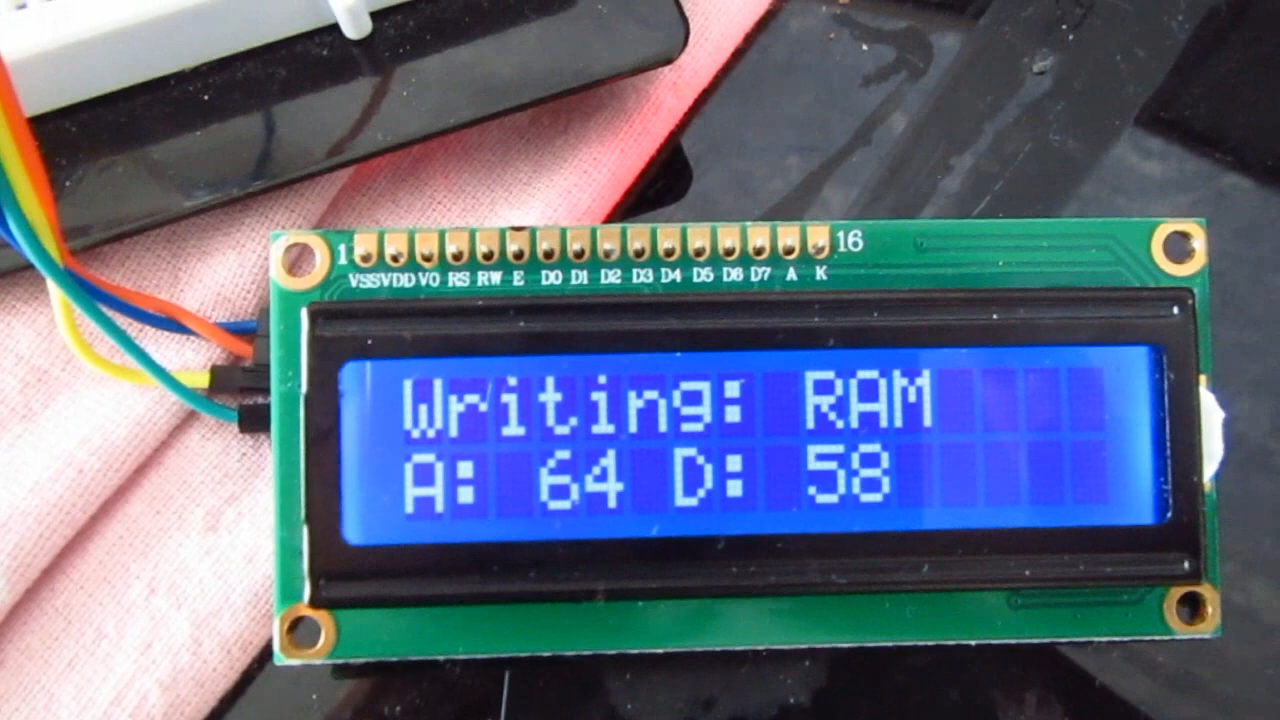 1 16
VSS VDD V0 RS RW E D0 D1 D2 D3 D4 D5 D6 D7 A K
Writing: RAM
A: 64 D: 58